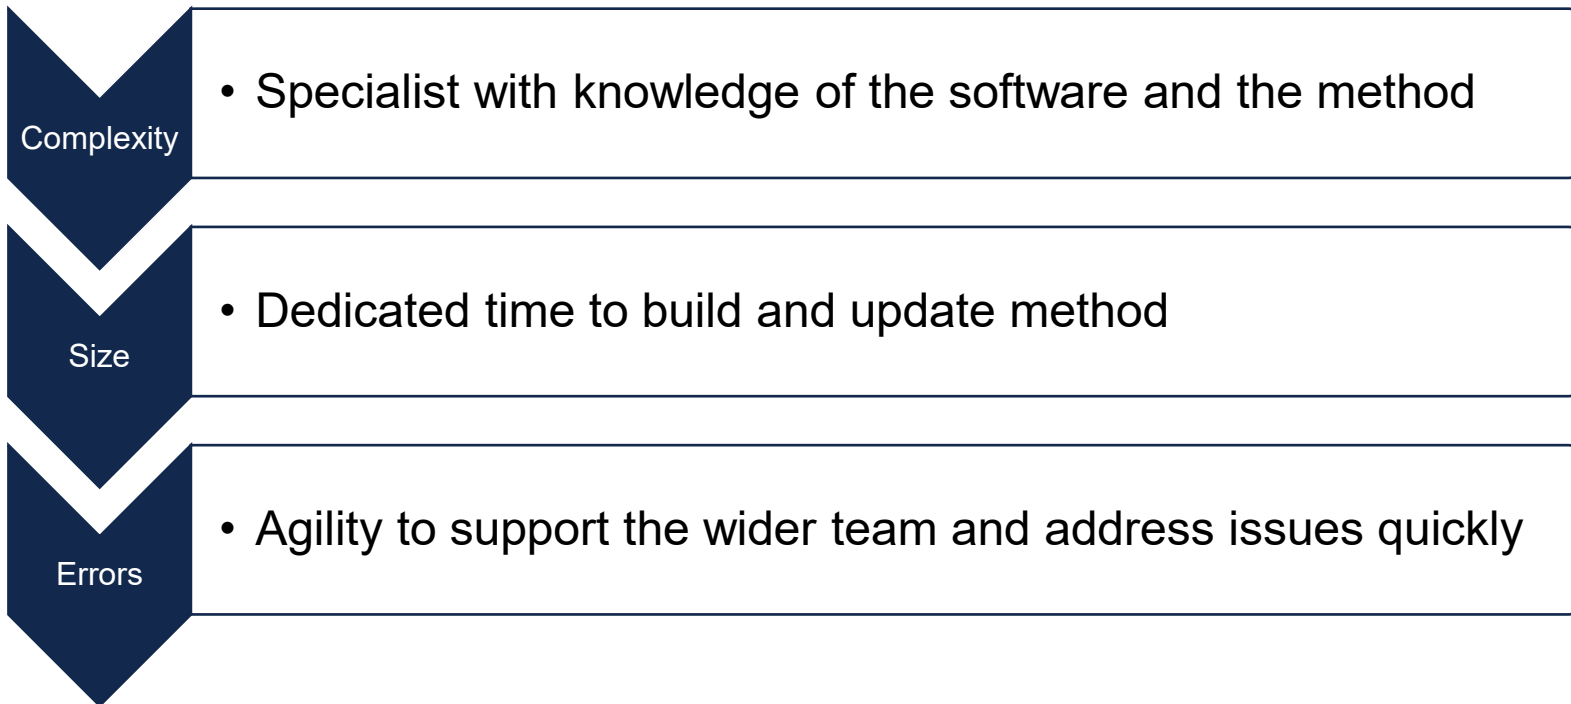 Complexity
• Specialist with knowledge of the software and the method
Size
• Dedicated time to build and update method
Errors
• Agility to support the wider team and address issues quickly